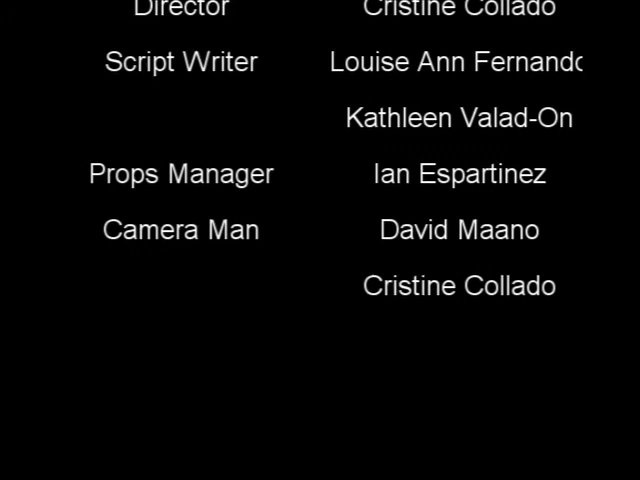 Director Cristine Collado
Script Writer Louise Ann Fernando
Kathleen Valad-On
Props Manager Ian Espartinez
Camera Man David Maano
Cristine Collado